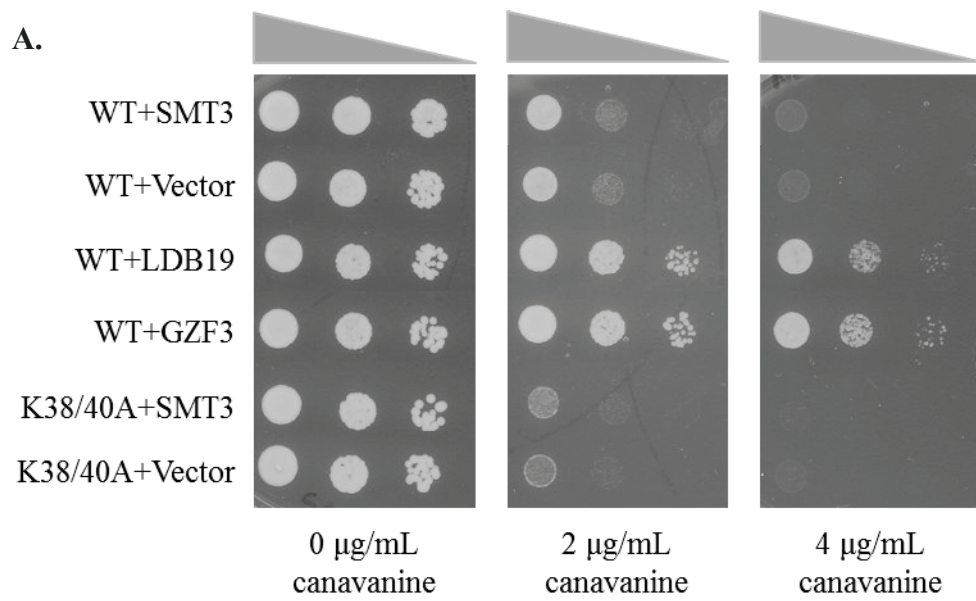 A.
WT+SMT3
WT+Vector
WT+LDB19
WT+GZF3
K38/40A+SMT3
K38/40A+Vector
0 μg/mL
canavanine
2 μg/mL
canavanine
4 μg/mL
canavanine